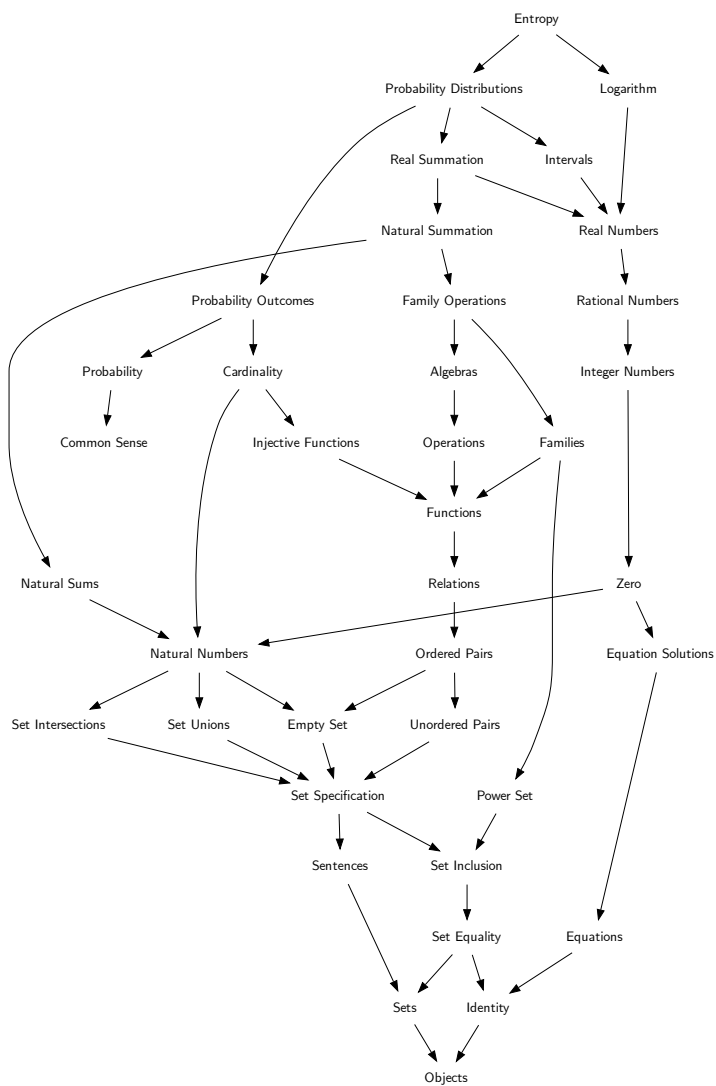 Entropy
Probability Distributions
Logarithm
Real Summation
Intervals
Natural Summation
Real Numbers
Probability Outcomes
Family Operations
Rational Numbers
Probability
Cardinality
Algebras
Integer Numbers
Common Sense
Injective Functions
Operations
Families
Functions
Natural Sums
Relations
Zero
Natural Numbers
Ordered Pairs
Equation Solutions
Set Intersections
Set Unions
Empty Set
Unordered Pairs
Set Specification
Power Set
Sentences
Set Inclusion
Set Equality
Equations
Sets
Identity
Objects